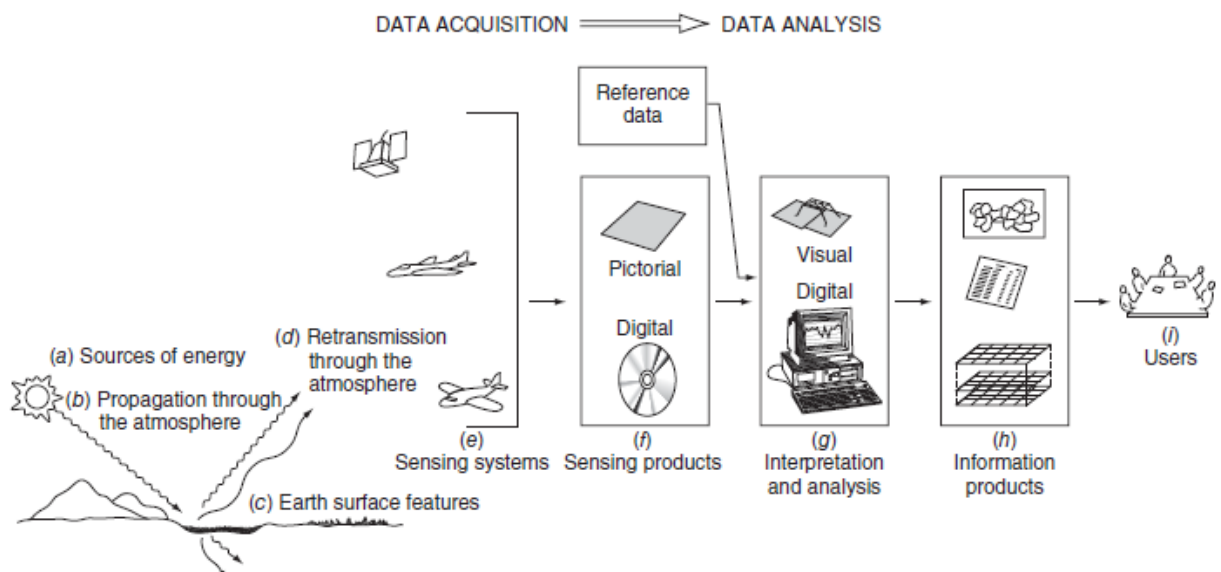 DATA ACQUISITION
DATA ANALYSIS
Reference
data
Pictorial
Digital
Visual
Digital
(a) Sources of energy
(b) Propagation through
the atmosphere
(c) Earth surface features
(d) Retransmission
through the
atmosphere
(e)
Sensing systems
(f)
Sensing products
(g)
Interpretation
and analysis
(h)
Information
products
(i)
Users